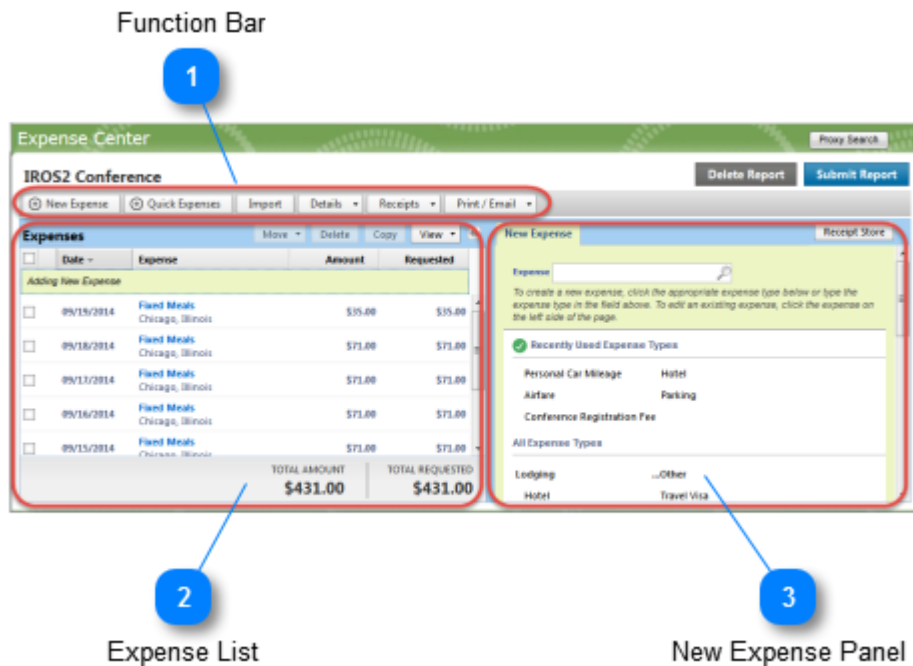 Function Bar
1
Expense Center
Proxy Search
IROS2 Conference
Delete Report
Submit Report
New Expense
Quick Expenses
Import
Details
Receipts
Print / Email
Expenses
Move
Delete
Copy
View
New Expense
Receipt Store
Date
Expense
Amount
Requested
Adding New Expense
Expense
To create a new expense, click the appropriate expense type below or type the
expense type in the field above. To edit an existing expense, click the expense on
the left side of the page.
09/19/2014
Fixed Meals
Chicago, Illinois
$35.00
$35.00
09/18/2014
Fixed Meals
Chicago, Illinois
$71.00
$71.00
09/17/2014
Fixed Meals
Chicago, Illinois
$71.00
$71.00
09/16/2014
Fixed Meals
Chicago, Illinois
$71.00
$71.00
09/15/2014
Fixed Meals
Chicago, Illinois
$71.00
$71.00
TOTAL AMOUNT
$431.00
TOTAL REQUESTED
$431.00
Recently Used Expense Types
Personal Car Mileage
Hotel
Airfare
Parking
Conference Registration Fee
All Expense Types
Lodging
...Other
Hotel
Travel Visa
2
Expense List
3
New Expense Panel